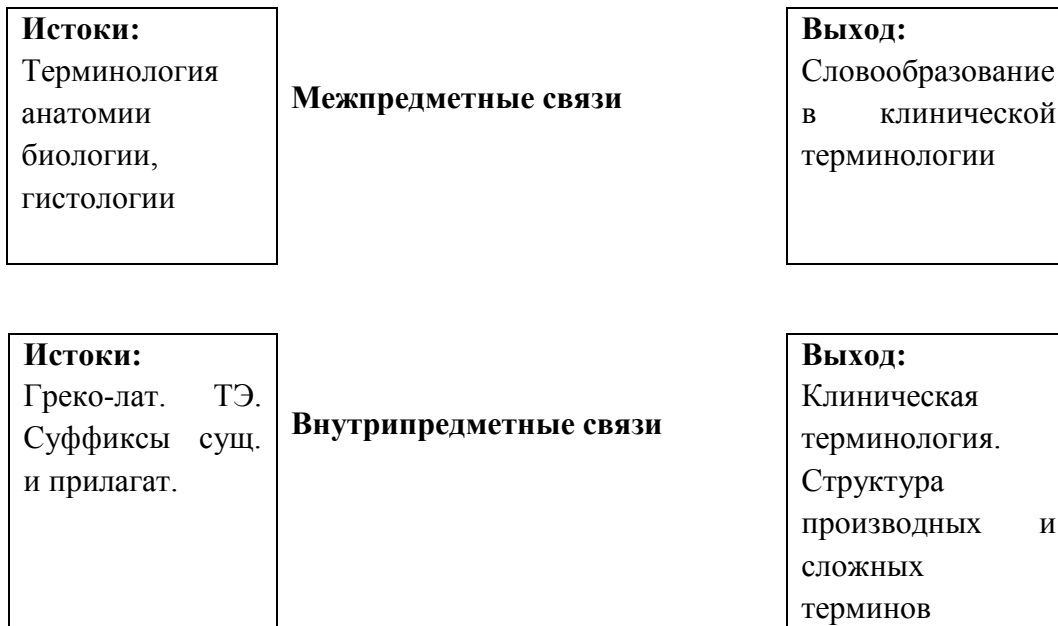 Истоки:
Терминология
анатомии
биологии,
гистологии
Межпредметные связи
Выход:
Словообразование
в клинической
терминологии
Истоки:
Греко-лат. ТЭ.
Суффиксы сущ.
и прилагат.
Внутрипредметные связи
Выход:
Клиническая
терминология.
Структура
производных и
сложных
терминов